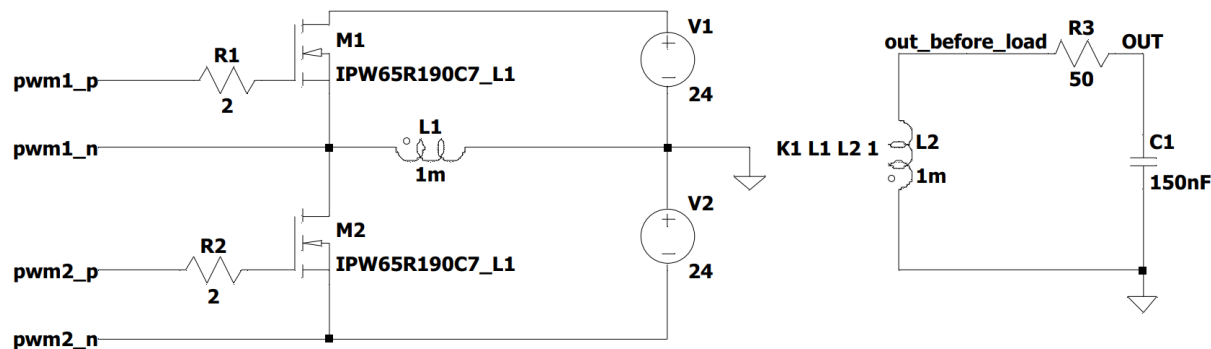 V1
24
M1
IPW65R190C7_L1
R1
2
pwm1_p
pwm1_n
L1
1m
out_before_load
R3
50
OUT
K1 L1 L2 1
L2
1m
C1
150nF
V2
24
M2
IPW65R190C7_L1
R2
2
pwm2_p
pwm2_n